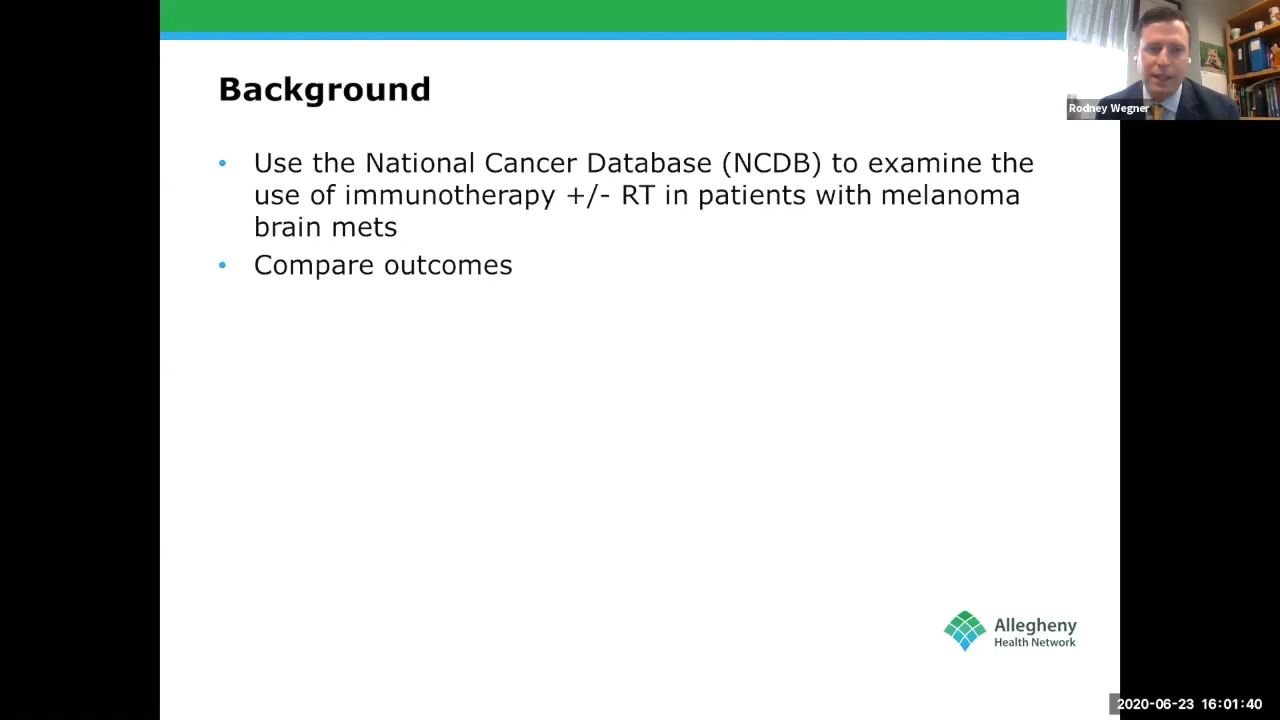 Background
• Use the National Cancer Database (NCDB) to examine the
use of immunotherapy +/- RT in patients with melanoma
brain mets
• Compare outcomes
Rodney Wegner
Allegheny
Health Network
2020-06-23 16:01:40